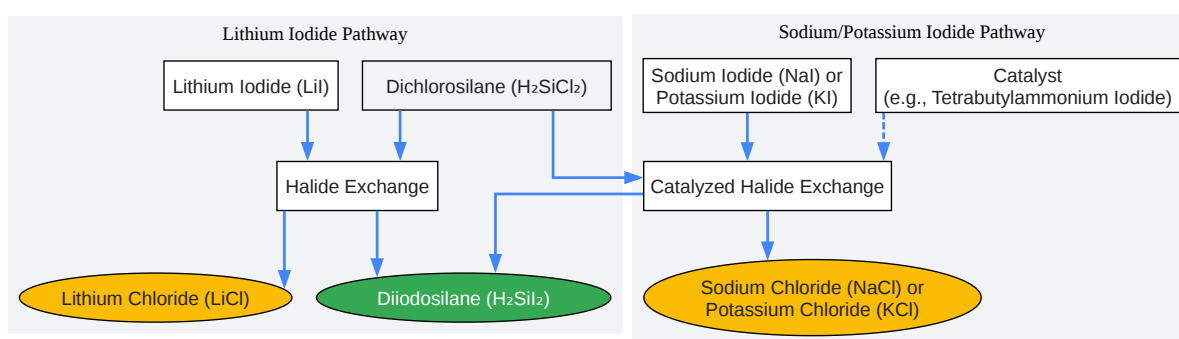 Lithium Iodide Pathway
Sodium/Potassium Iodide Pathway
Lithium Iodide (LiI)
Dichlorosilane (H₂SiCl₂)
Sodium Iodide (NaI) or
Potassium Iodide (KI)
Catalyst
(e.g., Tetrabutylammonium Iodide)
Halide Exchange
Catalyzed Halide Exchange
Lithium Chloride (LiCl)
Diiodosilane (H₂SiI₂)
Sodium Chloride (NaCl) or
Potassium Chloride (KCl)